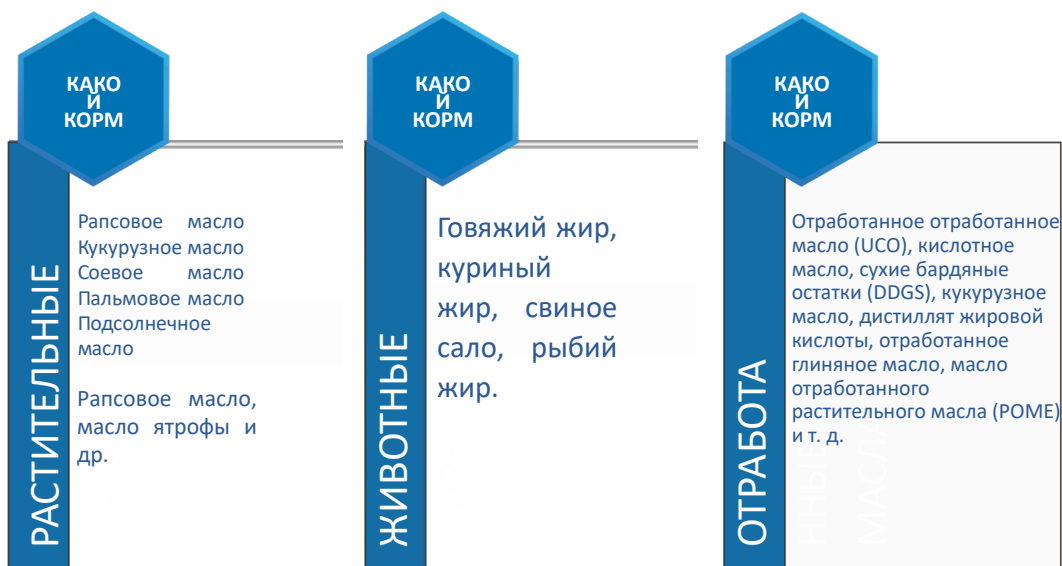 КАКО
Й
КОРМ
РАСТИТЕЛЬНЫЕ
Рапсовое масло
Кукурузное масло
Соевое масло
Пальмовое масло
Подсолнечное
масло
Рапсовое масло,
масло ятрофы и
др.
КАКО
Й
КОРМ
ЖИВОТНЫЕ
Говяжий жир,
куриный
жир, свиное
сало, рыбий
жир.
КАКО
Й
КОРМ
ОТРАБОТА
ННЫЕ
МАСЛА
Отработанное отработанное
масло (UCO), кислотное
масло, сухие бардяные
остатки (DDGS), кукурузное
масло, дистиллят жировой
кислоты, отработанное
глиняное масло, масло
отработанного
растительного масла (POME)
и т. д.